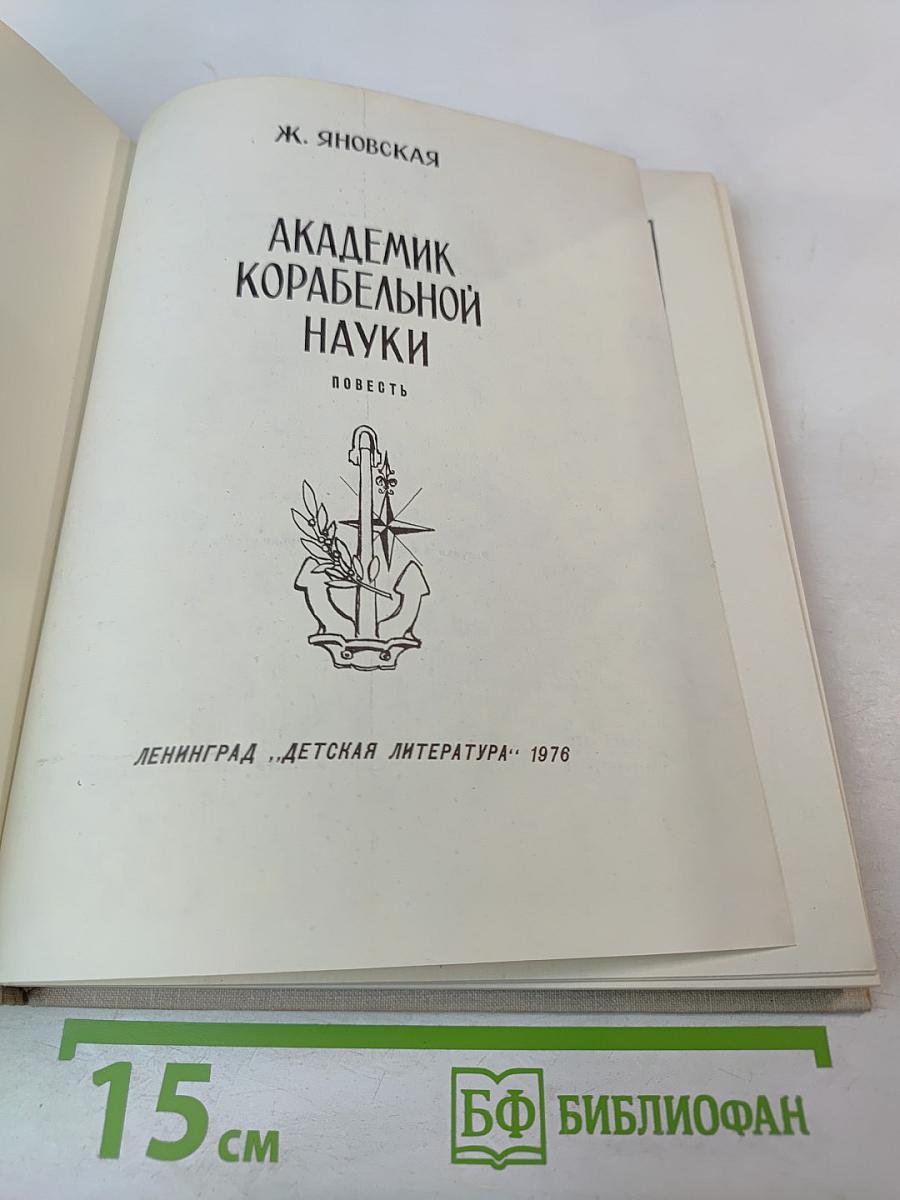 Ж. ЯНОВСКАЯ
АКАДЕМИК
КОРАБЕЛЬНОЙ
НАУКИ
ПОВЕСТЬ
ЛЕНИНГРАД „ДЕТСКАЯ ЛИТЕРАТУРА“ 1976
15 см
БФ БИБЛИОФАН